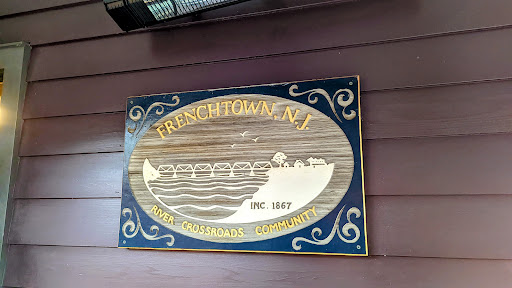 FRENCHTOWN, N.J.
INC. 1867
RIVER CROSSROADS COMMUNITY